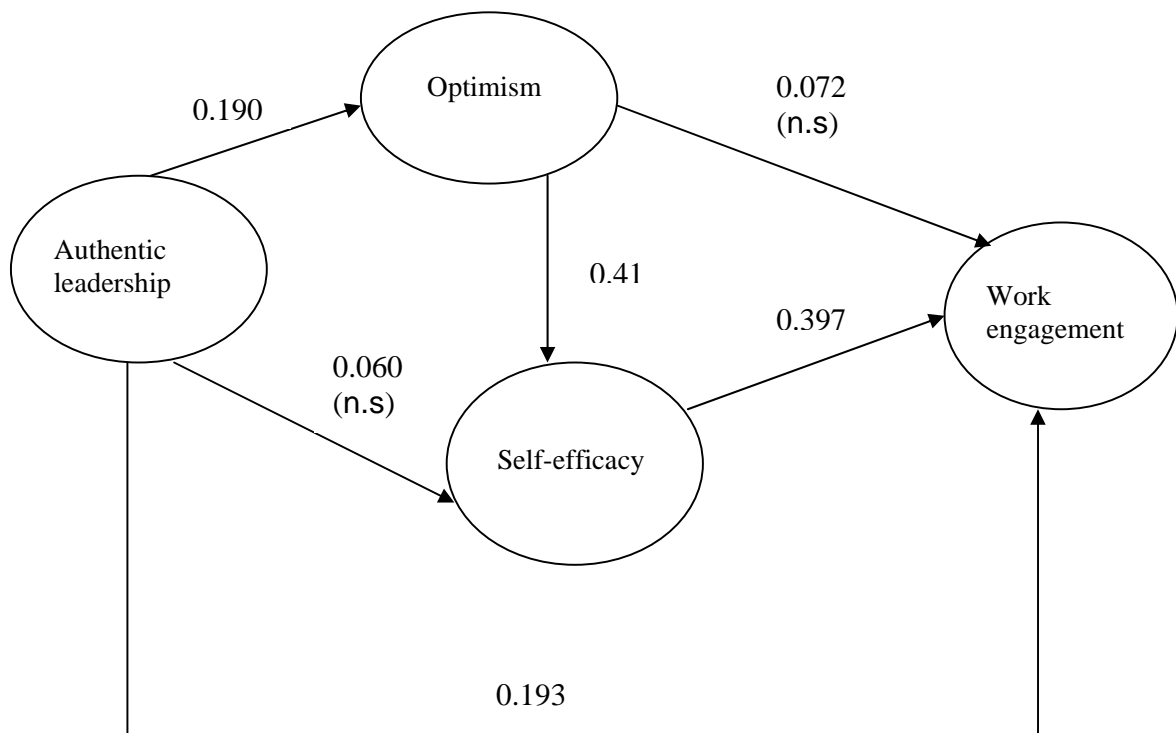 Optimism
0.072
(n.s)
0.190
Authentic
leadership
0.41
Work
engagement
0.397
0.060
(n.s)
Self-efficacy
0.193